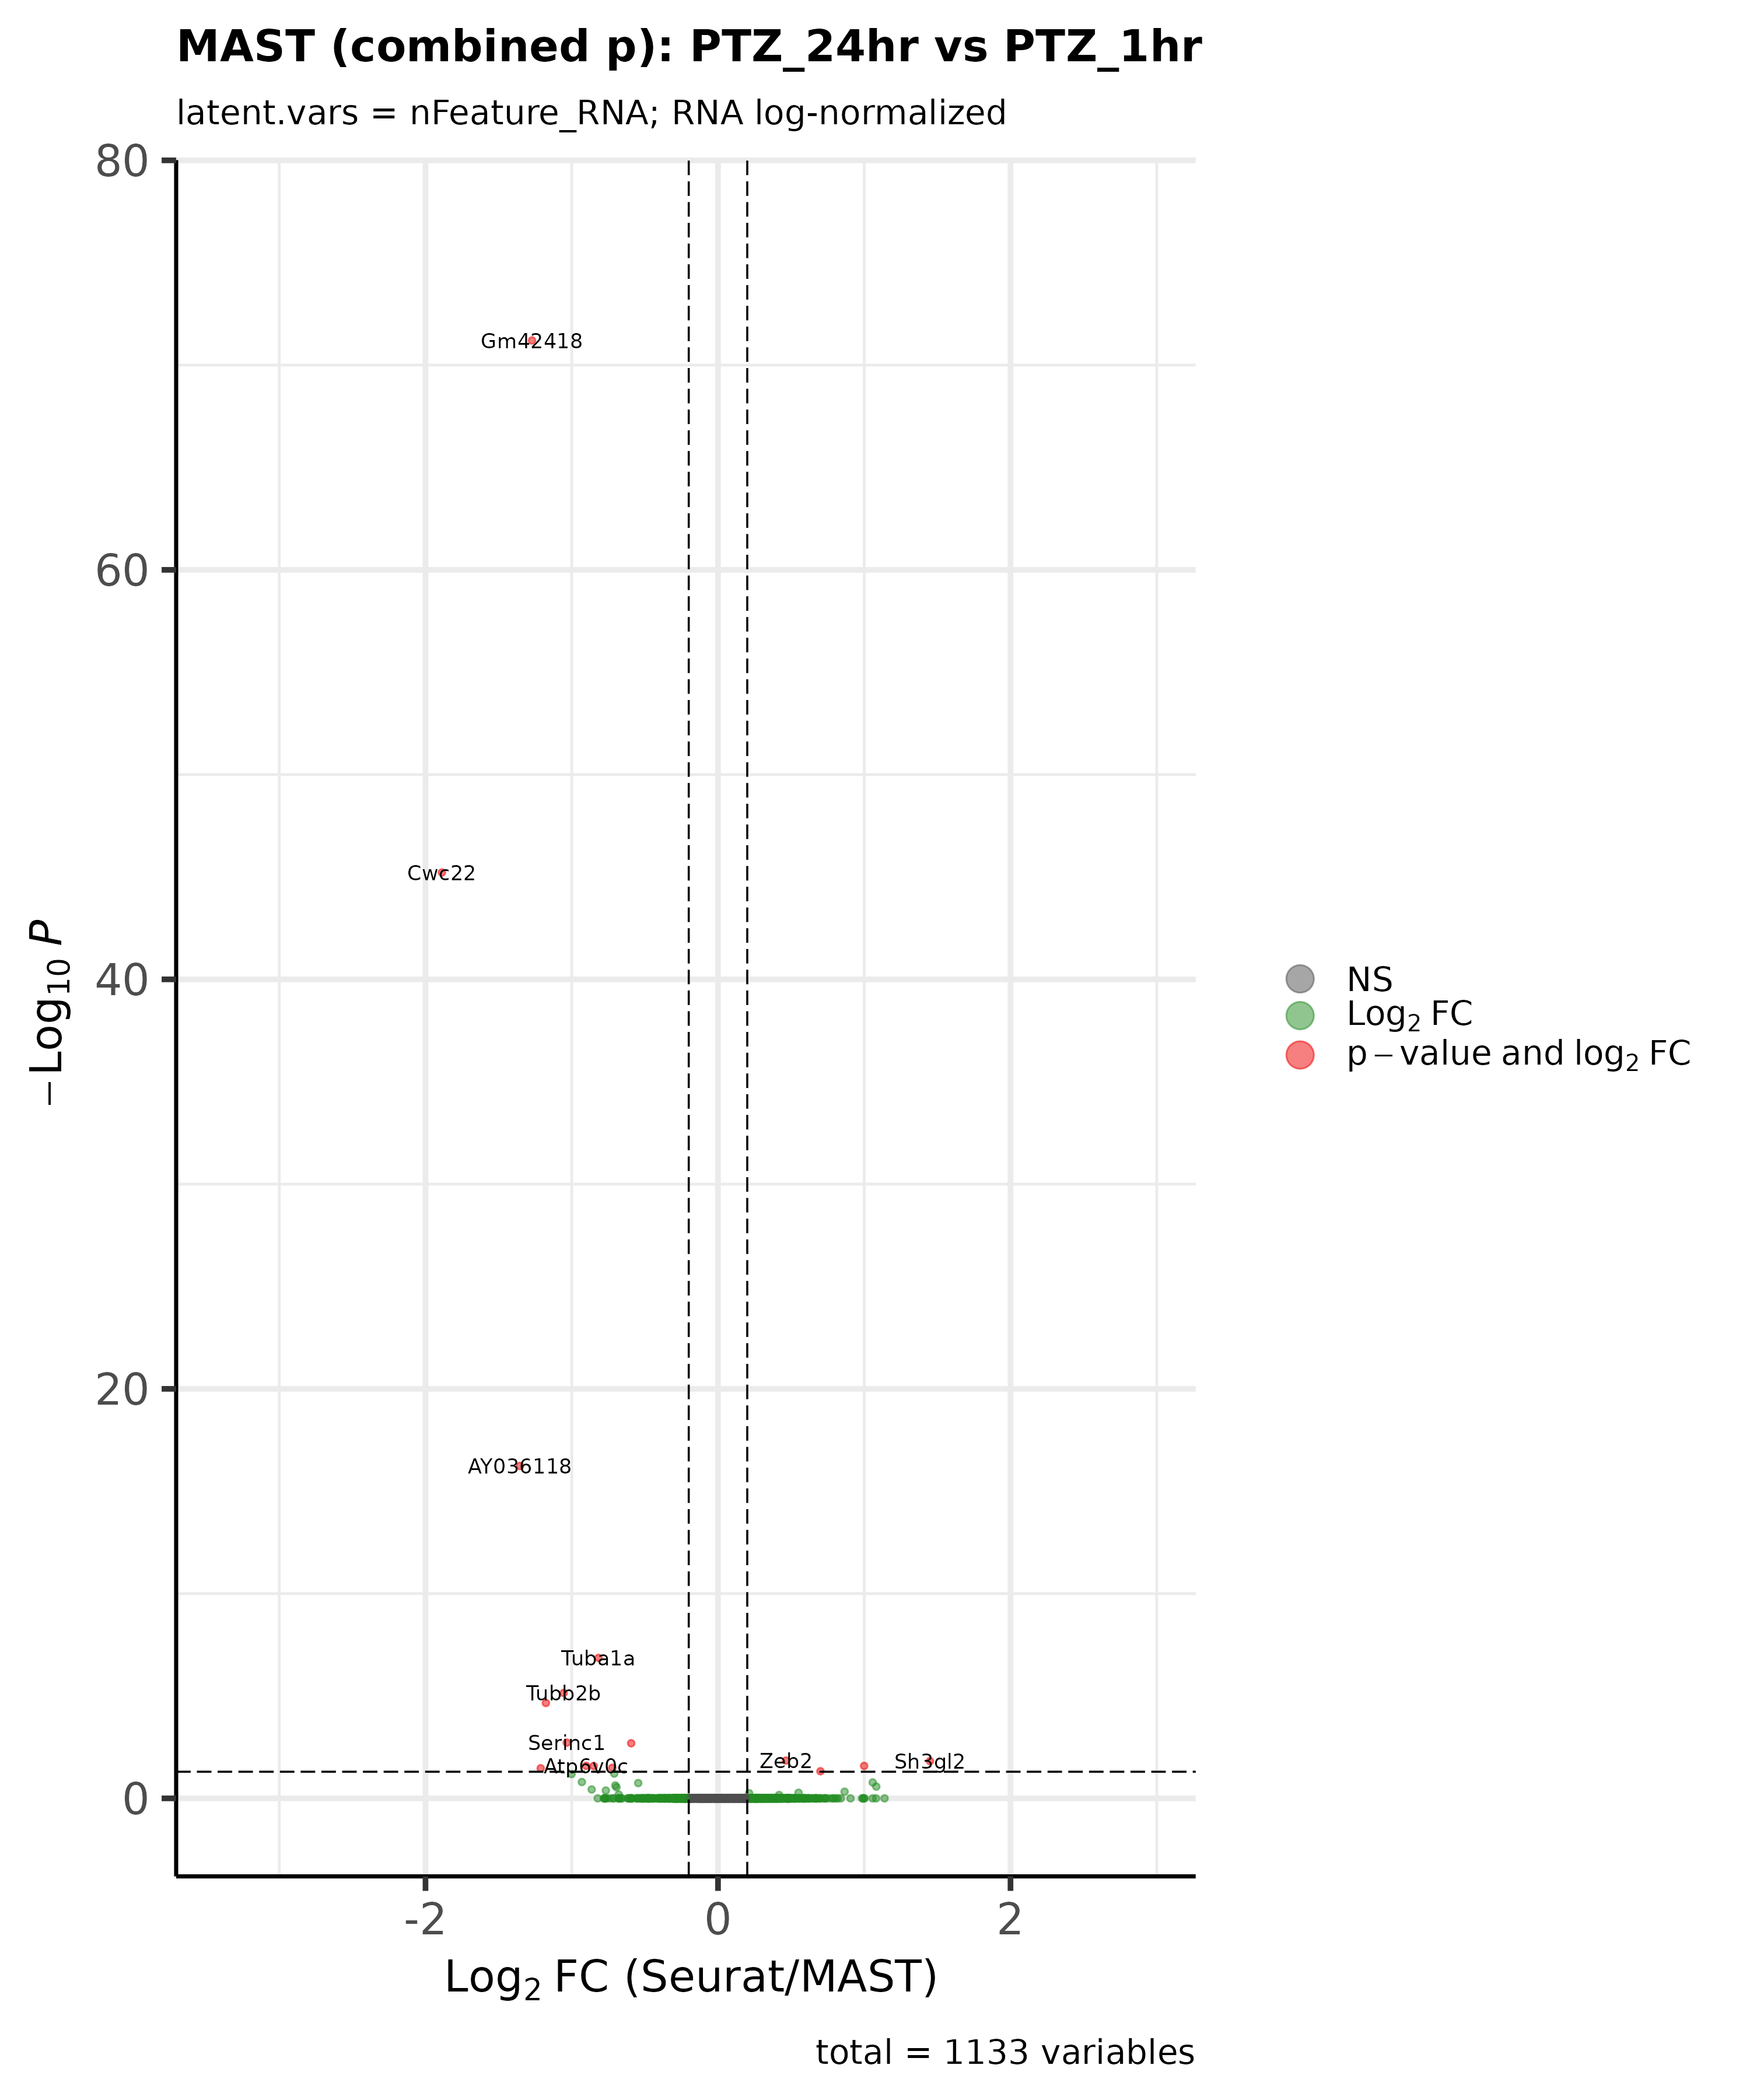 MAST (combined p): PTZ_24hr vs PTZ_1hr
latent.vars = nFeature_RNA; RNA log-normalized
80
60
40
20
0
−Log10 P
Gm42418
Cwc22
AY036118
Tuba1a
Tubb2b
Serinc1
Atp6v0c
Zeb2
Sh3gl2
-2 0 2
Log2 FC (Seurat/MAST)
NS
Log2 FC
p − value and log2 FC
total = 1133 variables